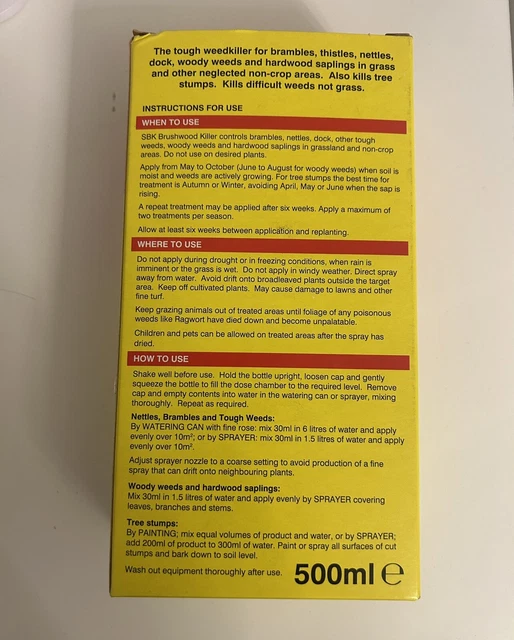 The tough weedkiller for brambles, thistles, nettles,
dock, woody weeds and hardwood saplings in grass
and other neglected non-crop areas. Also kills tree
stumps. Kills difficult weeds not grass.
INSTRUCTIONS FOR USE
WHEN TO USE
SBK Brushwood Killer controls brambles, nettles, dock, other tough
weeds, woody weeds and hardwood saplings in grassland and non-crop
areas. Do not use on desired plants.
Apply from May to October (June to August for woody weeds) when soil is
moist and weeds are actively growing. For tree stumps the best time for
treatment is Autumn or Winter, avoiding April, May or June when the sap is
rising.
A repeat treatment may be applied after six weeks. Apply a maximum of
two treatments per season.
Allow at least six weeks between application and replanting.
WHERE TO USE
Do not apply during drought or in freezing conditions, when rain is
imminent or the grass is wet. Do not apply in windy weather. Direct spray
away from water. Avoid drift onto broadleaved plants outside the target
area. Keep off cultivated plants. May cause damage to lawns and other
fine turf.
Keep grazing animals out of treated areas until foliage of any poisonous
weeds like Ragwort have died down and become unpalatable.
Children and pets can be allowed on treated areas after the spray has
dried.
HOW TO USE
Shake well before use. Hold the bottle upright, loosen cap and gently
squeeze the bottle to fill the dose chamber to the required level. Remove
cap and empty contents into water in the watering can or sprayer, mixing
thoroughly. Repeat as required.
Nettles, Brambles and Tough Weeds:
By WATERING CAN with fine rose: mix 30ml in 6 litres of water and apply
evenly over 10m²; or by SPRAYER: mix 30ml in 1.5 litres of water and apply
evenly over 10m².
Adjust sprayer nozzle to a coarse setting to avoid production of a fine
spray that can drift onto neighbouring plants.
Woody weeds and hardwood saplings:
Mix 30ml in 1.5 litres of water and apply evenly by SPRAYER covering
leaves, branches and stems.
Tree stumps:
By PAINTING; mix equal volumes of product and water, or by SPRAYER;
add 200ml of product to 300ml of water. Paint or spray all surfaces of cut
stumps and bark down to soil level.
Wash out equipment thoroughly after use. 500ml ℮